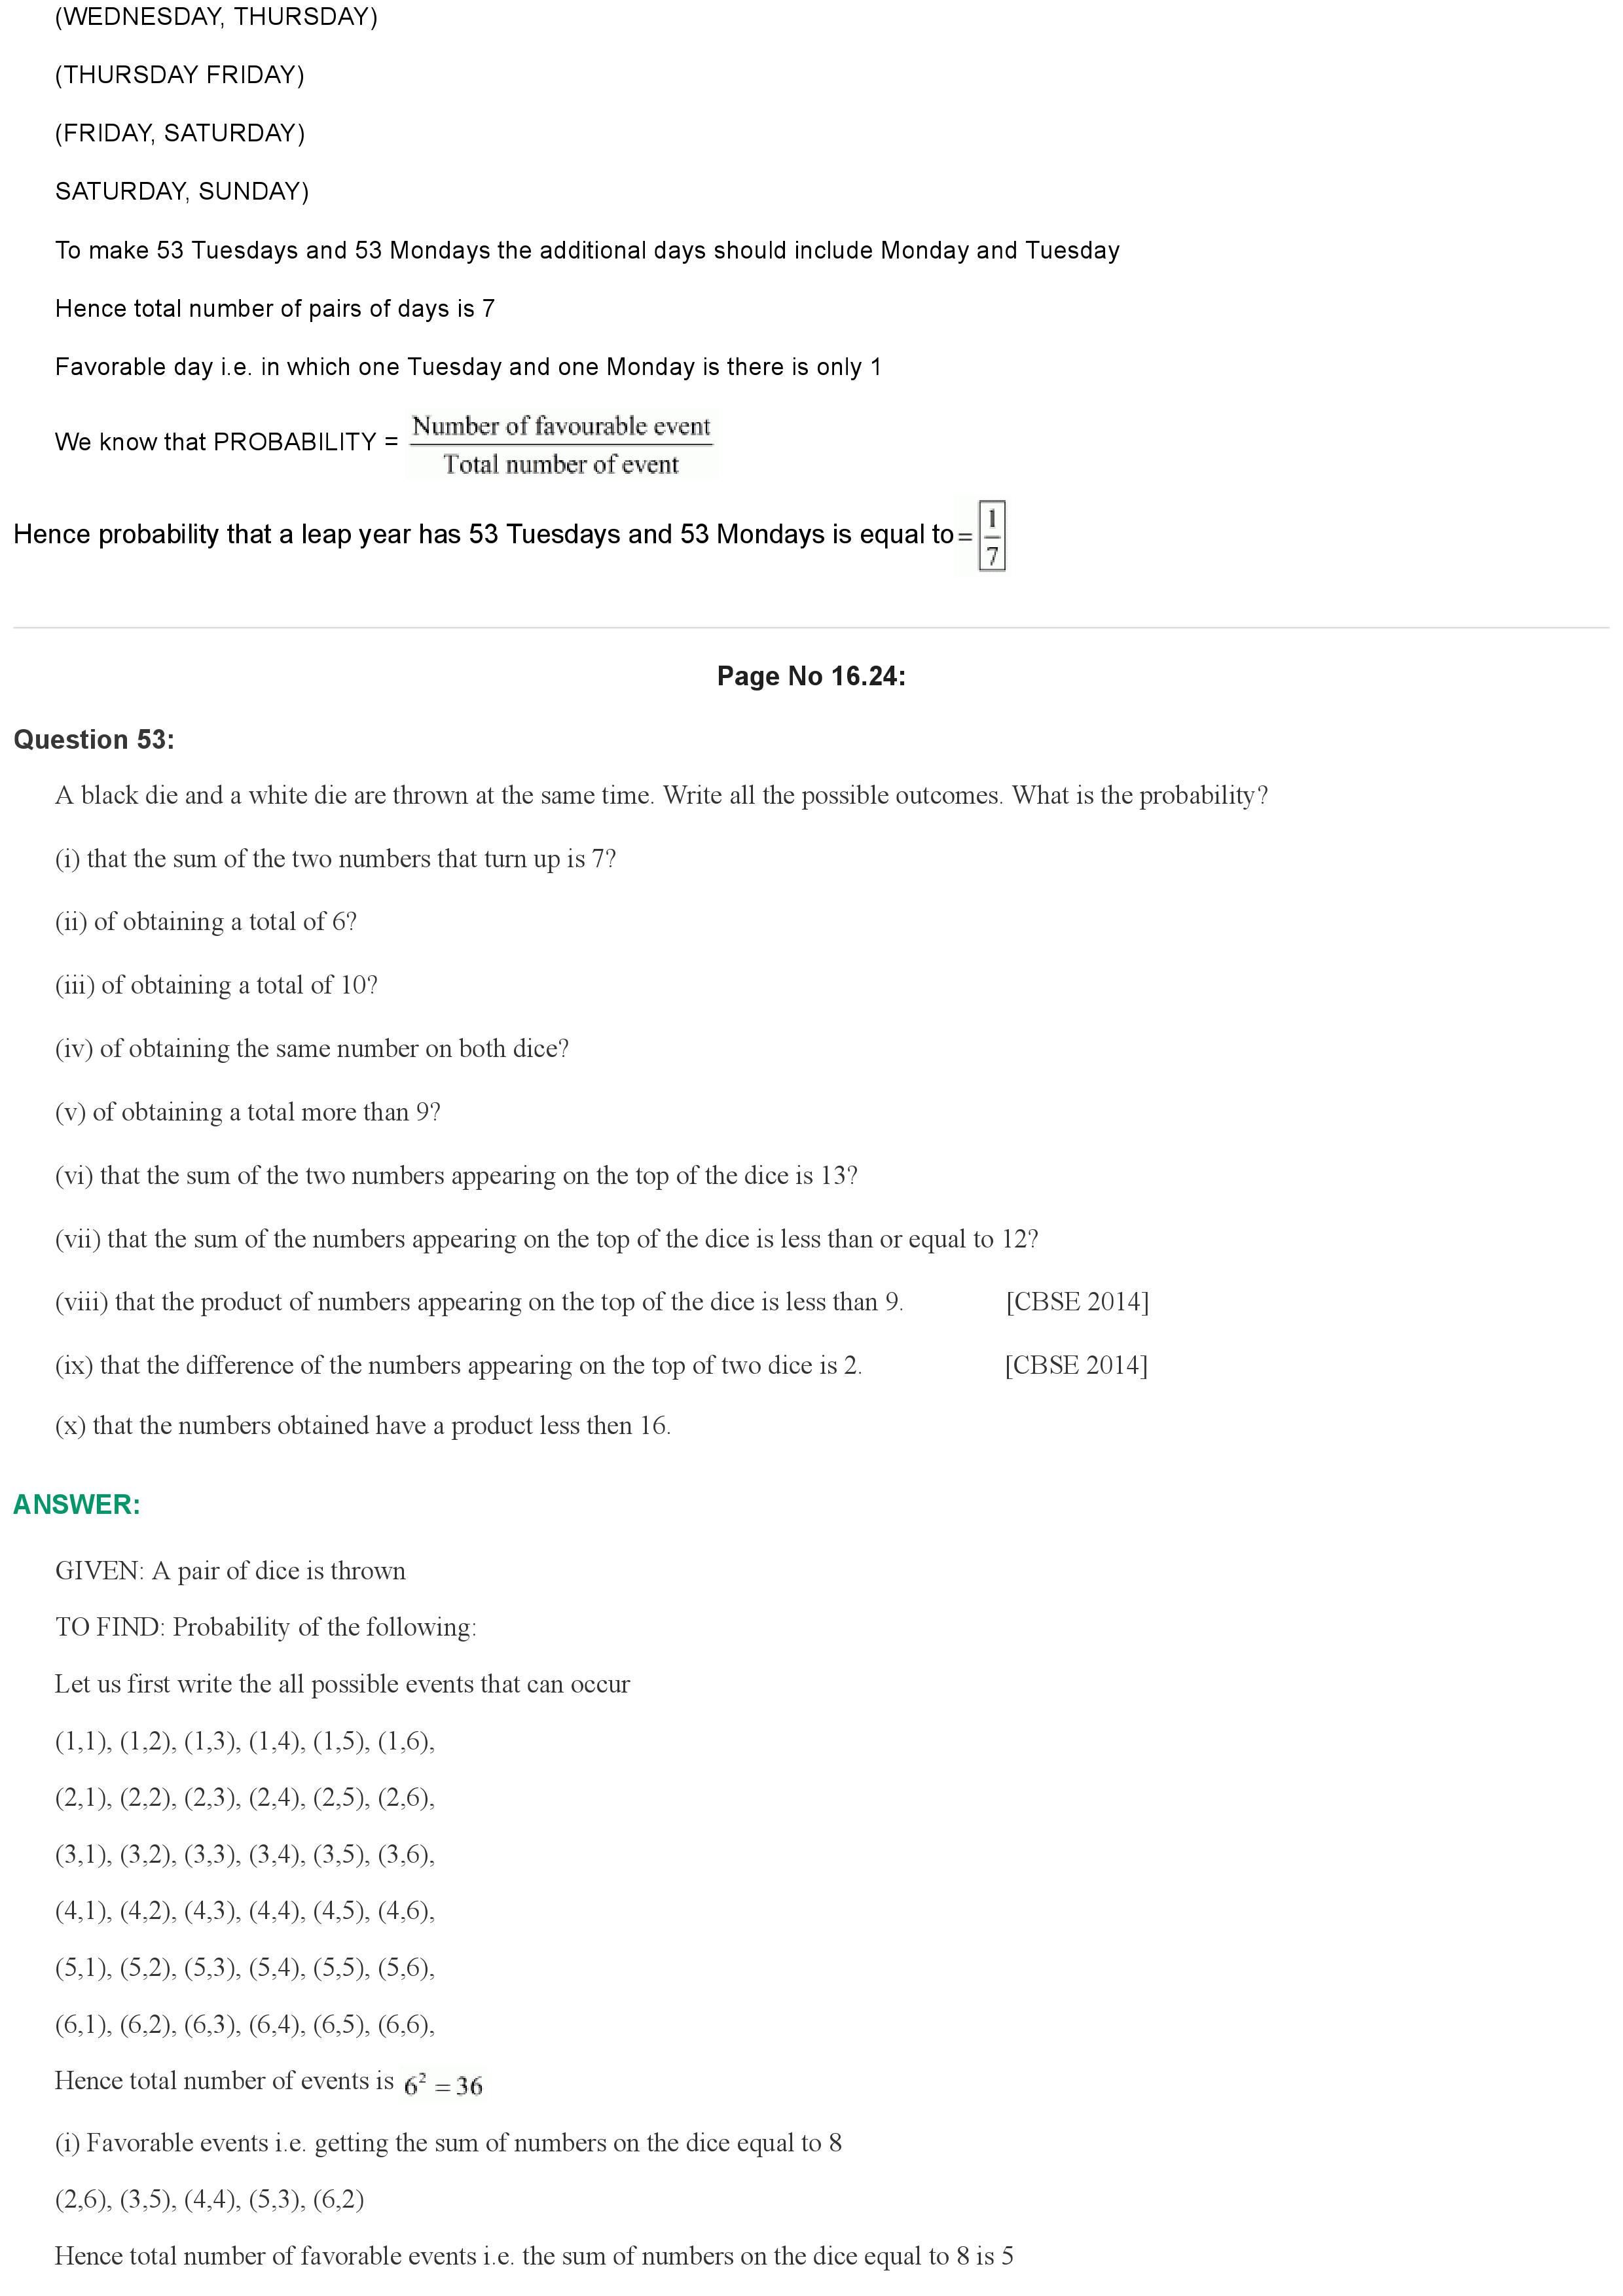 (WEDNESDAY, THURSDAY)
(THURSDAY FRIDAY)
(FRIDAY, SATURDAY)
SATURDAY, SUNDAY)
To make 53 Tuesdays and 53 Mondays the additional days should include Monday and Tuesday
Hence total number of pairs of days is 7
Favorable day i.e. in which one Tuesday and one Monday is there is only 1
We know that PROBABILITY = Number of favourable event / Total number of event
Hence probability that a leap year has 53 Tuesdays and 53 Mondays is equal to = 1/7
Page No 16.24:
Question 53:
A black die and a white die are thrown at the same time. Write all the possible outcomes. What is the probability?
(i) that the sum of the two numbers that turn up is 7?
(ii) of obtaining a total of 6?
(iii) of obtaining a total of 10?
(iv) of obtaining the same number on both dice?
(v) of obtaining a total more than 9?
(vi) that the sum of the two numbers appearing on the top of the dice is 13?
(vii) that the sum of the numbers appearing on the top of the dice is less than or equal to 12?
(viii) that the product of numbers appearing on the top of the dice is less than 9. [CBSE 2014]
(ix) that the difference of the numbers appearing on the top of two dice is 2. [CBSE 2014]
(x) that the numbers obtained have a product less then 16.
ANSWER:
GIVEN: A pair of dice is thrown
TO FIND: Probability of the following:
Let us first write the all possible events that can occur
(1,1), (1,2), (1,3), (1,4), (1,5), (1,6),
(2,1), (2,2), (2,3), (2,4), (2,5), (2,6),
(3,1), (3,2), (3,3), (3,4), (3,5), (3,6),
(4,1), (4,2), (4,3), (4,4), (4,5), (4,6),
(5,1), (5,2), (5,3), (5,4), (5,5), (5,6),
(6,1), (6,2), (6,3), (6,4), (6,5), (6,6),
Hence total number of events is 6² = 36
(i) Favorable events i.e. getting the sum of numbers on the dice equal to 8
(2,6), (3,5), (4,4), (5,3), (6,2)
Hence total number of favorable events i.e. the sum of numbers on the dice equal to 8 is 5